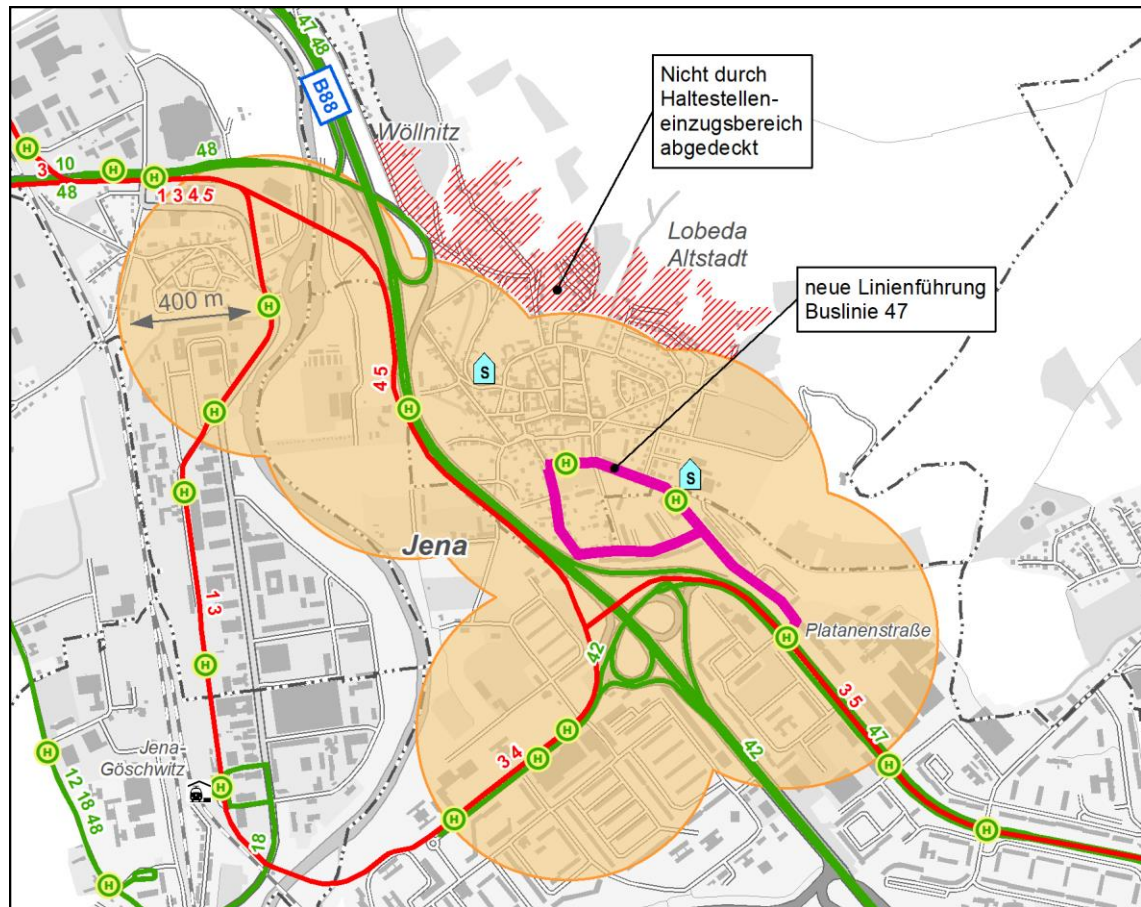 47 48
B88
Wöllnitz
Nicht durch
Haltestellen-
einzugsbereich
abgedeckt
H
3
10
48
H
H
48
1 3 4 5
Lobeda
Altstadt
neue Linienführung
Buslinie 47
400 m
H
4 5
S
H
H
H
S
H
H
Jena
1 3
42
Platanenstraße
H
H
3 5
47
H
H
3 4
H
H
42
Jena-
Göschwitz
H
12 18 48
H
H
H
18
H